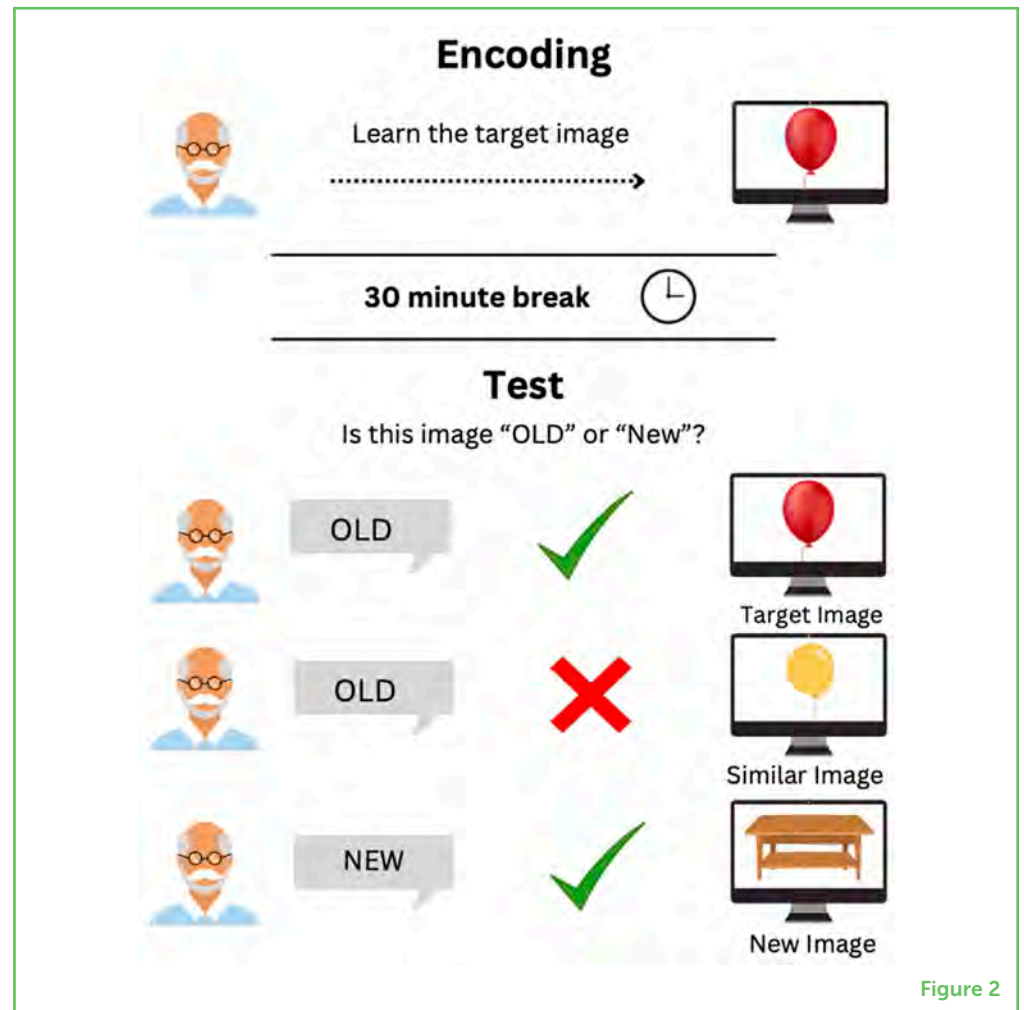 Encoding
Learn the target image
30 minute break
Test
Is this image “OLD” or “New”?
OLD
Target Image
OLD
Similar Image
NEW
New Image
Figure 2